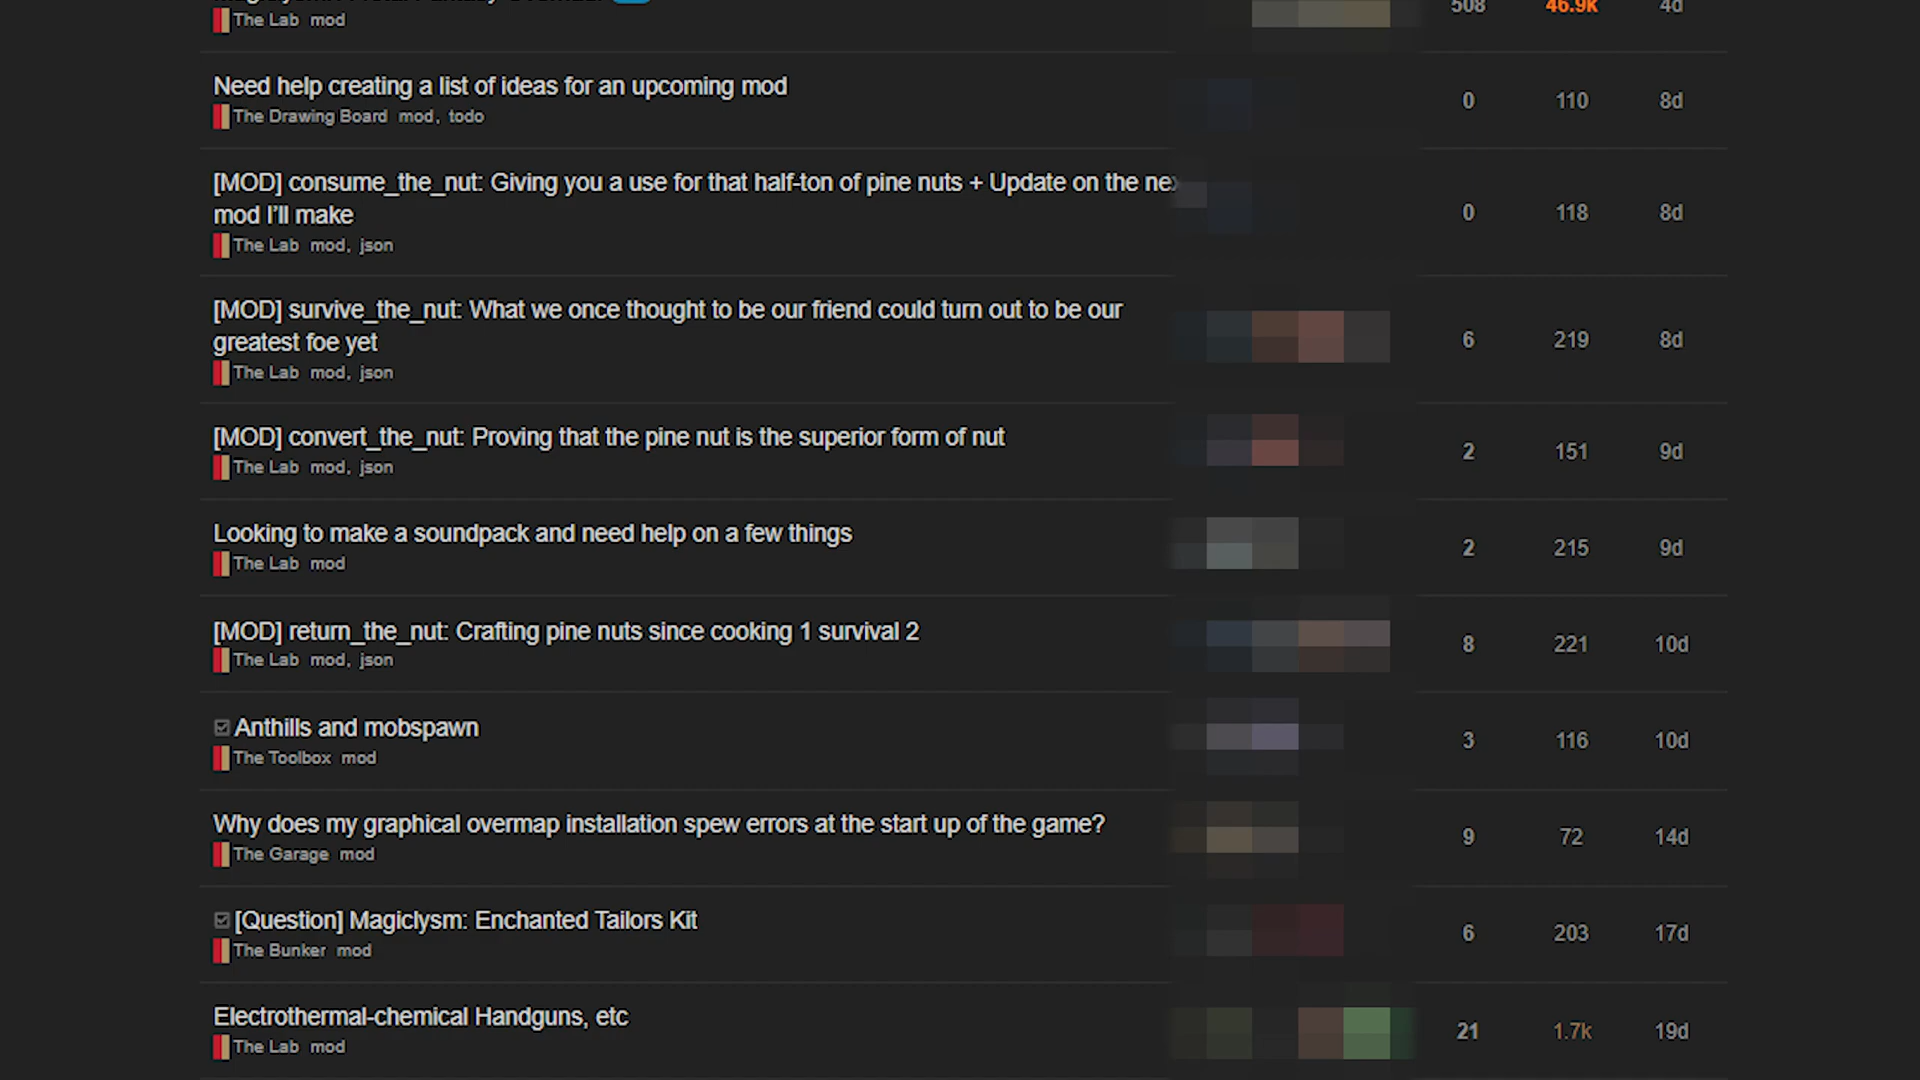 The Lab mod
508 46.9k 4d
Need help creating a list of ideas for an upcoming mod
The Drawing Board mod, todo
0 110 8d
[MOD] consume_the_nut: Giving you a use for that half-ton of pine nuts + Update on the
mod I'll make
The Lab mod, json
0 118 8d
[MOD] survive_the_nut: What we once thought to be our friend could turn out to be our
greatest foe yet
The Lab mod, json
6 219 8d
[MOD] convert_the_nut: Proving that the pine nut is the superior form of nut
The Lab mod, json
2 151 9d
Looking to make a soundpack and need help on a few things
The Lab mod
2 215 9d
[MOD] return_the_nut: Crafting pine nuts since cooking 1 survival 2
The Lab mod, json
8 221 10d
Anthills and mobspawn
The Toolbox mod
3 116 10d
Why does my graphical overmap installation spew errors at the start up of the game?
The Garage mod
9 72 14d
[Question] Magiclysm: Enchanted Tailors Kit
The Bunker mod
6 203 17d
Electrothermal-chemical Handguns, etc
The Lab mod
21 1.7k 19d